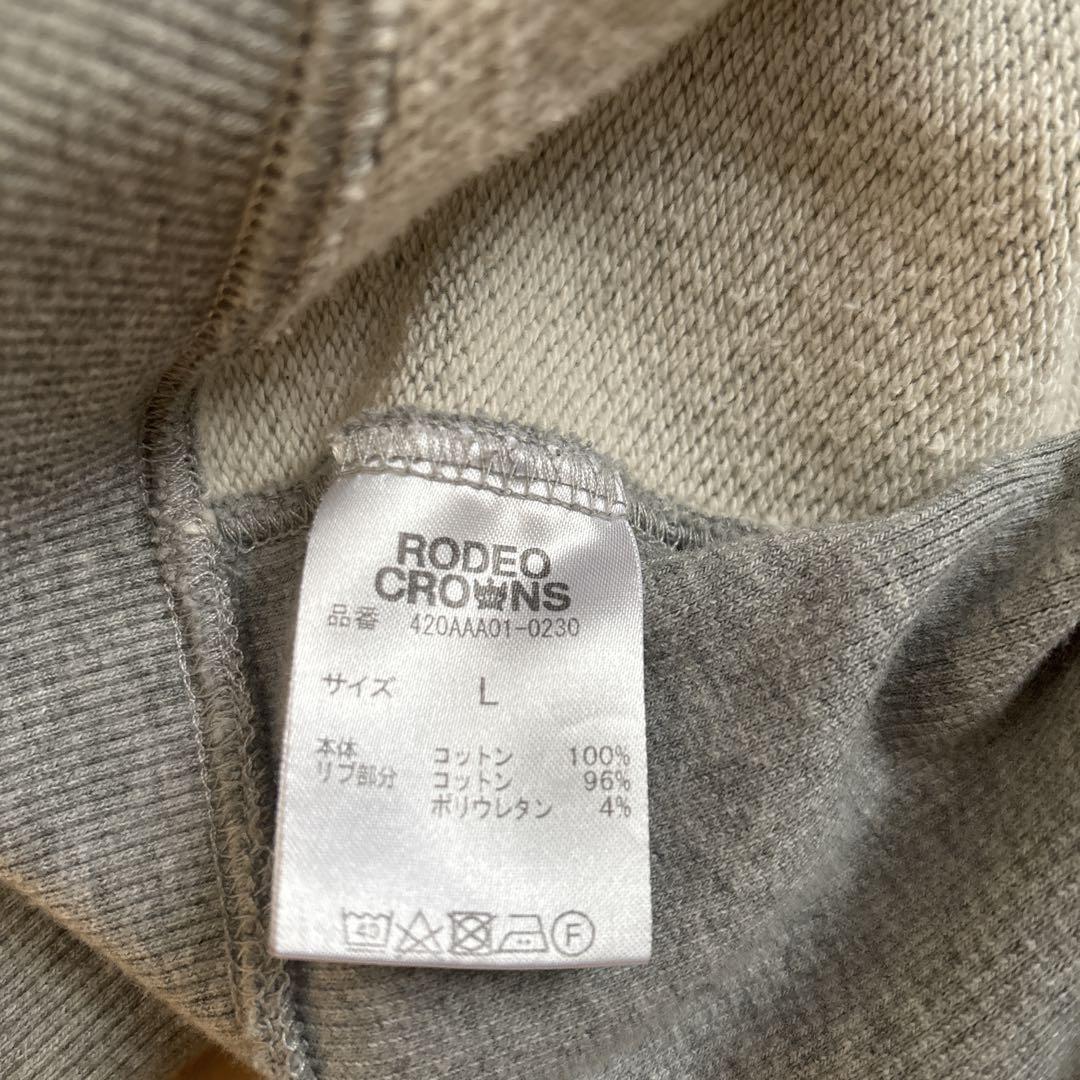 RODEO
CROWNS
品番 420AAA01-0230
サイズ L
本体 コットン 100%
リブ部分 コットン 96%
ポリウレタン 4%
40 F